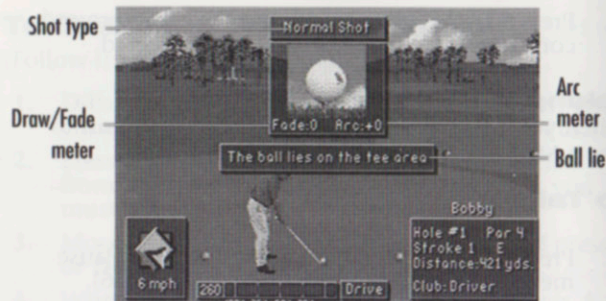 Shot type
Normal Shot
Draw/Fade
meter
Fade:0 Arc:+0
Arc
meter
The ball lies on the tee area
Ball lie
Bobby
Hole #1 Par 4
Stroke 1 E
Distance:421 yds.
Club: Driver
6 mph
260
Drive